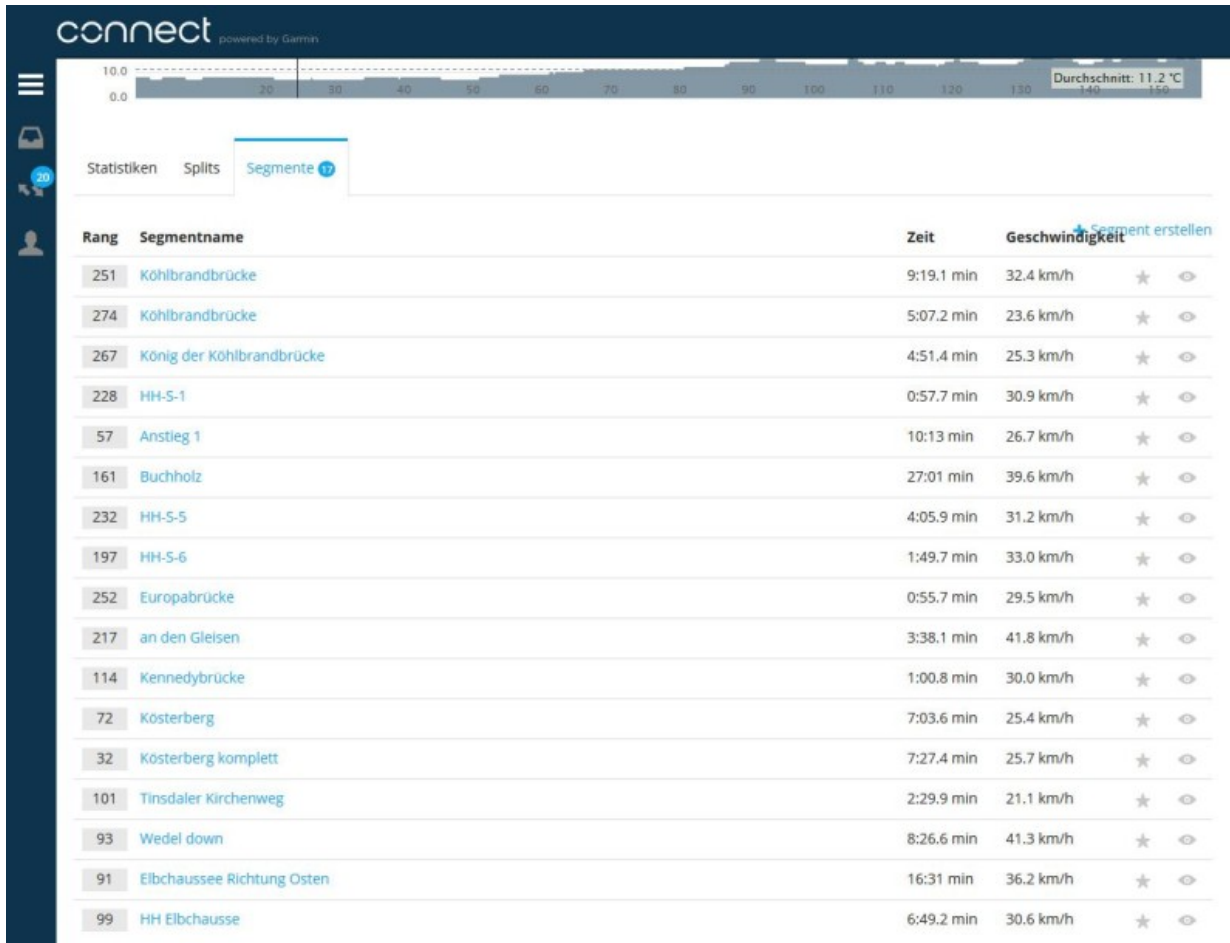 connect powered by Garmin
10.0
0.0
20 30 40 50 60 70 80 90 100 110 120 130 140 150
Durchschnitt: 11.2 °C
20
Statistiken Splits Segmente 17
+ Segment erstellen
Rang Segmentname Zeit Geschwindigkeit
251 Köhlbrandbrücke 9:19.1 min 32.4 km/h
274 Köhlbrandbrücke 5:07.2 min 23.6 km/h
267 König der Köhlbrandbrücke 4:51.4 min 25.3 km/h
228 HH-S-1 0:57.7 min 30.9 km/h
57 Anstieg 1 10:13 min 26.7 km/h
161 Buchholz 27:01 min 39.6 km/h
232 HH-S-5 4:05.9 min 31.2 km/h
197 HH-S-6 1:49.7 min 33.0 km/h
252 Europabrücke 0:55.7 min 29.5 km/h
217 an den Gleisen 3:38.1 min 41.8 km/h
114 Kennedybrücke 1:00.8 min 30.0 km/h
72 Kösterberg 7:03.6 min 25.4 km/h
32 Kösterberg komplett 7:27.4 min 25.7 km/h
101 Tinsdaler Kirchenweg 2:29.9 min 21.1 km/h
93 Wedel down 8:26.6 min 41.3 km/h
91 Elbchaussee Richtung Osten 16:31 min 36.2 km/h
99 HH Elbchausse 6:49.2 min 30.6 km/h